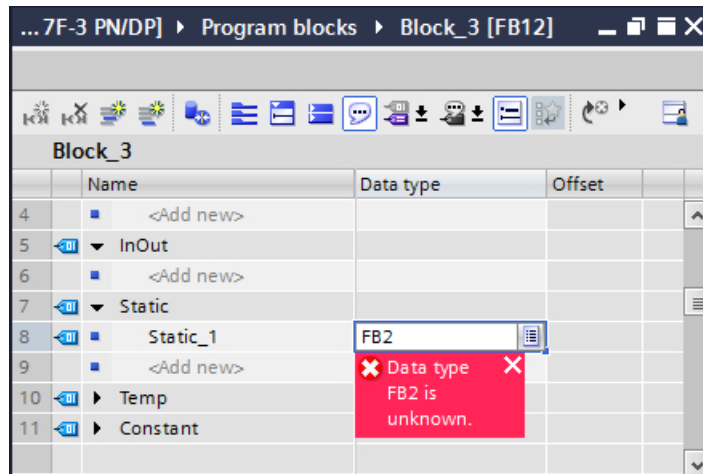 ...7F-3 PN/DP] ▸ Program blocks ▸ Block_3 [FB12]
Block_3
Name Data type Offset
4 <Add new>
5 InOut
6 <Add new>
7 Static
8 Static_1 FB2
9 <Add new>
10 Temp
11 Constant
Data type
FB2 is
unknown.